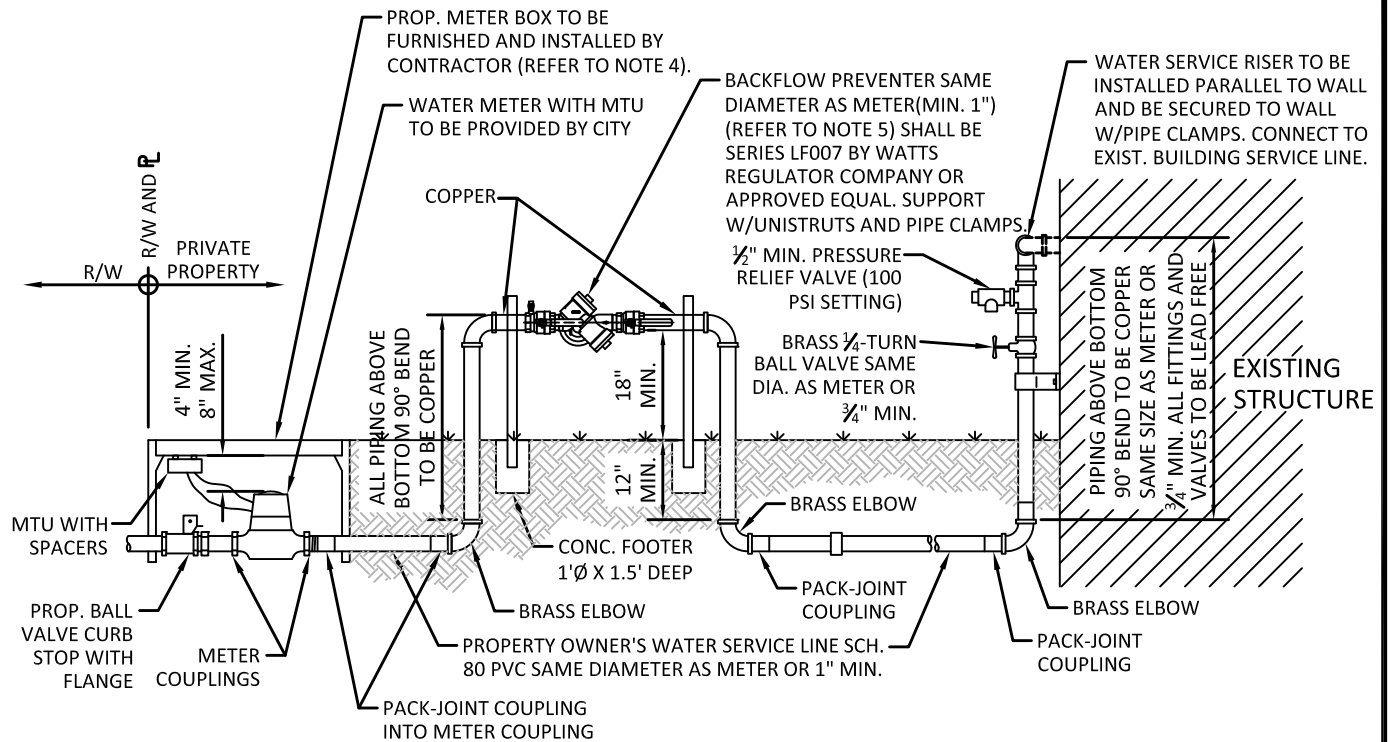 PROP. METER BOX TO BE
FURNISHED AND INSTALLED BY
CONTRACTOR (REFER TO NOTE 4).
WATER METER WITH MTU
TO BE PROVIDED BY CITY
BACKFLOW PREVENTER SAME
DIAMETER AS METER(MIN. 1")
(REFER TO NOTE 5) SHALL BE
SERIES LF007 BY WATTS
REGULATOR COMPANY OR
APPROVED EQUAL. SUPPORT
W/UNISTRUTS AND PIPE CLAMPS.
WATER SERVICE RISER TO BE
INSTALLED PARALLEL TO WALL
AND BE SECURED TO WALL
W/PIPE CLAMPS. CONNECT TO
EXIST. BUILDING SERVICE LINE.
R/W AND PL
R/W
PRIVATE
PROPERTY
COPPER
½" MIN. PRESSURE
RELIEF VALVE (100
PSI SETTING)
BRASS ¼-TURN
BALL VALVE SAME
DIA. AS METER OR
¾" MIN.
4" MIN.
8" MAX.
ALL PIPING ABOVE
BOTTOM 90° BEND
TO BE COPPER
18"
MIN.
12"
MIN.
PIPING ABOVE BOTTOM
90° BEND TO BE COPPER
SAME SIZE AS METER OR
¾" MIN. ALL FITTINGS AND
VALVES TO BE LEAD FREE
EXISTING
STRUCTURE
MTU WITH
SPACERS
PROP. BALL
VALVE CURB
STOP WITH
FLANGE
METER
COUPLINGS
CONC. FOOTER
1'Ø X 1.5' DEEP
BRASS ELBOW
BRASS ELBOW
PACK-JOINT
COUPLING
BRASS ELBOW
PACK-JOINT
COUPLING
PROPERTY OWNER'S WATER SERVICE LINE SCH.
80 PVC SAME DIAMETER AS METER OR 1" MIN.
PACK-JOINT COUPLING
INTO METER COUPLING